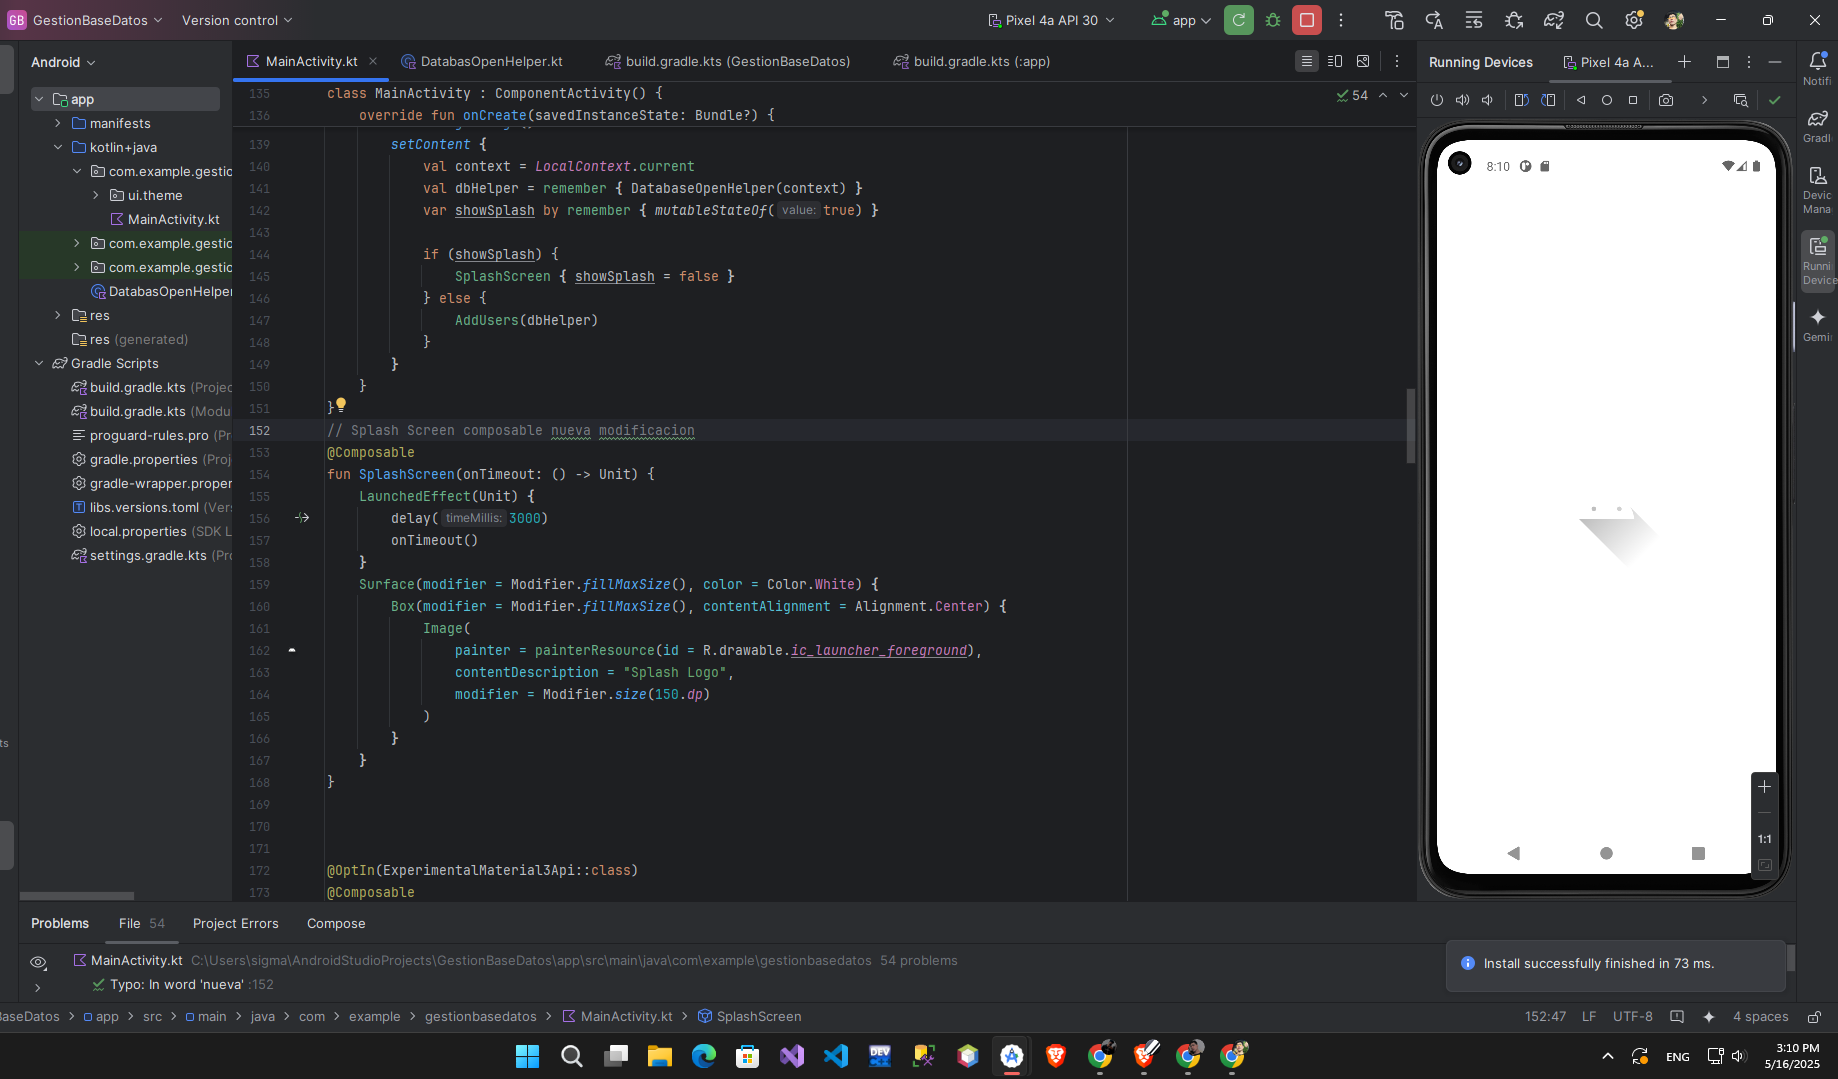 GB GestionBaseDatos Version control Pixel 4a API 30 app
Android
app
manifests
kotlin+java
com.example.gestic
ui.theme
MainActivity.kt
com.example.gestic
com.example.gestic
DatabasOpenHelper
res
res (generated)
Gradle Scripts
build.gradle.kts (Projec
build.gradle.kts (Modu
proguard-rules.pro (Pr
gradle.properties (Proj
gradle-wrapper.proper
libs.versions.toml (Vers
local.properties (SDK L
settings.gradle.kts (Pro
ts
MainActivity.kt DatabasOpenHelper.kt build.gradle.kts (GestionBaseDatos) build.gradle.kts (:app)
54
135 class MainActivity : ComponentActivity() {
136 override fun onCreate(savedInstanceState: Bundle?) {
139 setContent {
140 val context = LocalContext.current
141 val dbHelper = remember { DatabaseOpenHelper(context) }
142 var showSplash by remember { mutableStateOf( value: true) }
143
144 if (showSplash) {
145 SplashScreen { showSplash = false }
146 } else {
147 AddUsers(dbHelper)
148 }
149 }
150 }
151 }
152 // Splash Screen composable nueva modificacion
153 @Composable
154 fun SplashScreen(onTimeout: () -> Unit) {
155 LaunchedEffect(Unit) {
156 delay( timeMillis: 3000)
157 onTimeout()
158 }
159 Surface(modifier = Modifier.fillMaxSize(), color = Color.White) {
160 Box(modifier = Modifier.fillMaxSize(), contentAlignment = Alignment.Center) {
161 Image(
162 painter = painterResource(id = R.drawable.ic_launcher_foreground),
163 contentDescription = "Splash Logo",
164 modifier = Modifier.size(150.dp)
165 )
166 }
167 }
168 }
169
170
171
172 @OptIn(ExperimentalMaterial3Api::class)
173 @Composable
Running Devices Pixel 4a A...
8:10
1:1
Notifi
Gradl
Devic
Mana
Runni
Device
Gemin
Problems File 54 Project Errors Compose
MainActivity.kt C:\Users\sigma\AndroidStudioProjects\GestionBaseDatos\app\src\main\java\com\example\gestionbasedatos 54 problems
Typo: In word 'nueva' :152
Install successfully finished in 73 ms.
BaseDatos > app > src > main > java > com > example > gestionbasedatos > MainActivity.kt > SplashScreen 152:47 LF UTF-8 4 spaces
DEV
ENG
3:10 PM
5/16/2025